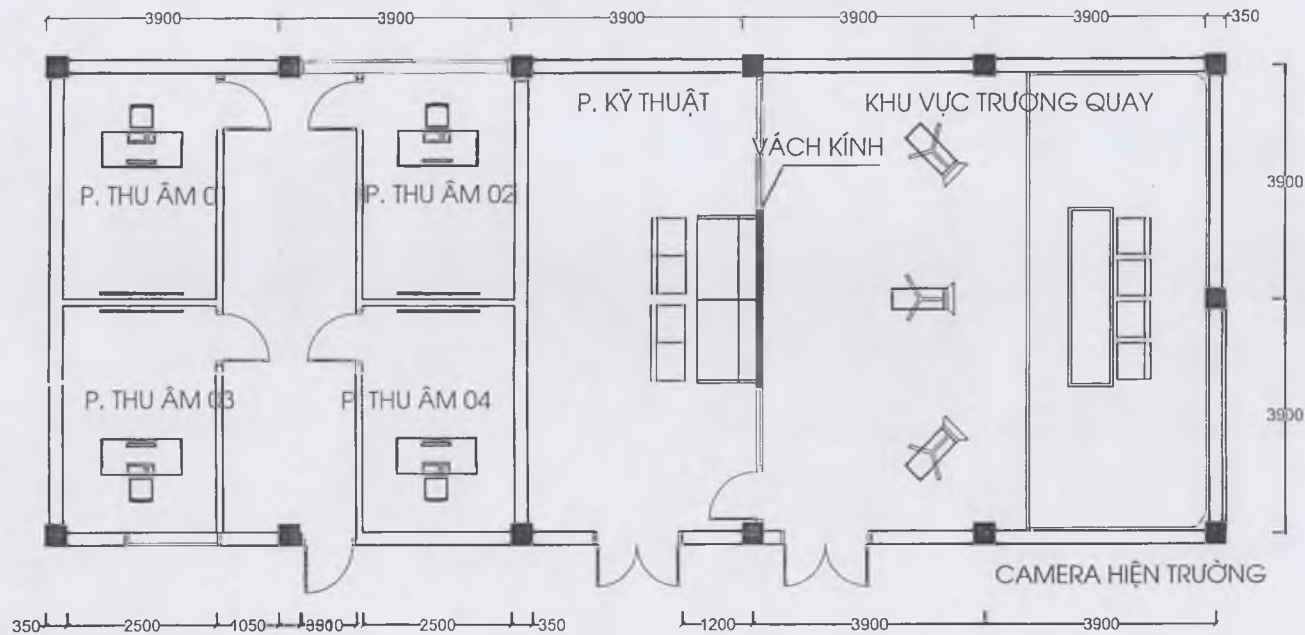 3900 3900 3900 3900 3900 350
P. KỸ THUẬT
KHU VỰC TRƯỜNG QUAY
VÁCH KÍNH
P. THU ÂM 0
P. THU ÂM 02
3900
P. THU ÂM 03
P. THU ÂM 04
3900
CAMERA HIỆN TRƯỜNG
350 2500 1050 2500 350 1200 3900 3900